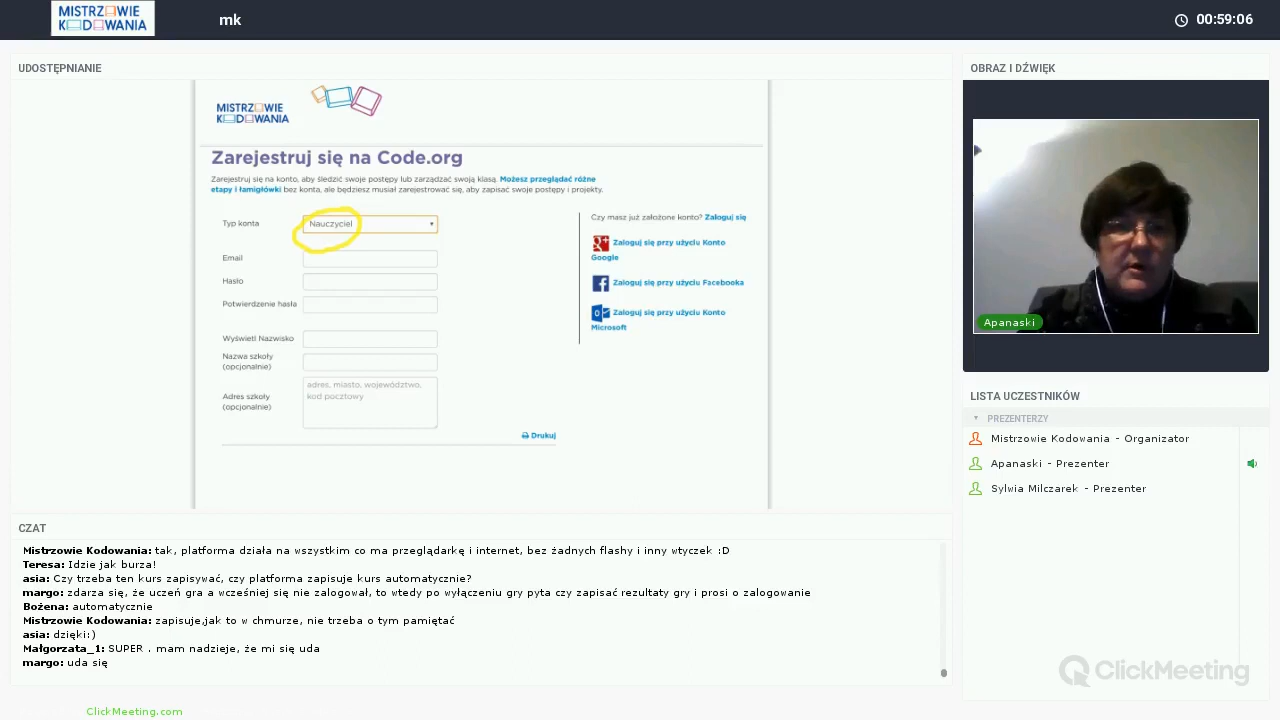 MISTRZOWIE
KODOWANIA
mk
00:59:06
UDOSTĘPNIANIE
MISTRZOWIE
KODOWANIA
Zarejestruj się na Code.org
Zarejestruj się na konto, aby śledzić swoje postępy lub zarządzać swoją klasą. Możesz przeglądać różne
etapy i łamigłówki bez konta, ale będziesz musiał zarejestrować się, aby zapisać swoje postępy i projekty.
Typ konta
Nauczyciel
Email
Hasło
Potwierdzenie hasła
Wyświetl Nazwisko
Nazwa szkoły
(opcjonalnie)
Adres szkoły
(opcjonalnie)
adres, miasto, województwo,
kod pocztowy
Drukuj
Czy masz już założone konto? Zaloguj się
Zaloguj się przy użyciu Konto
Google
Zaloguj się przy użyciu Facebooka
Zaloguj się przy użyciu Konto
Microsoft
OBRAZ I DŹWIĘK
Apanaski
LISTA UCZESTNIKÓW
PREZENTERZY
Mistrzowie Kodowania - Organizator
Apanaski - Prezenter
Sylwia Milczarek - Prezenter
CZAT
Mistrzowie Kodowania: tak, platforma działa na wszystkim co ma przeglądarkę i internet, bez żadnych flashy i inny wtyczek :D
Teresa: Idzie jak burza!
asia: Czy trzeba ten kurs zapisywać, czy platforma zapisuje kurs automatycznie?
margo: zdarza się, że uczeń gra a wcześniej się nie zalogował, to wtedy po wyłączeniu gry pyta czy zapisać rezultaty gry i prosi o zalogowanie
Bożena: automatycznie
Mistrzowie Kodowania: zapisuje,jak to w chmurze, nie trzeba o tym pamiętać
asia: dzięki:)
Małgorzata_1: SUPER . mam nadzieje, że mi się uda
margo: uda się
ClickMeeting
ClickMeeting.com